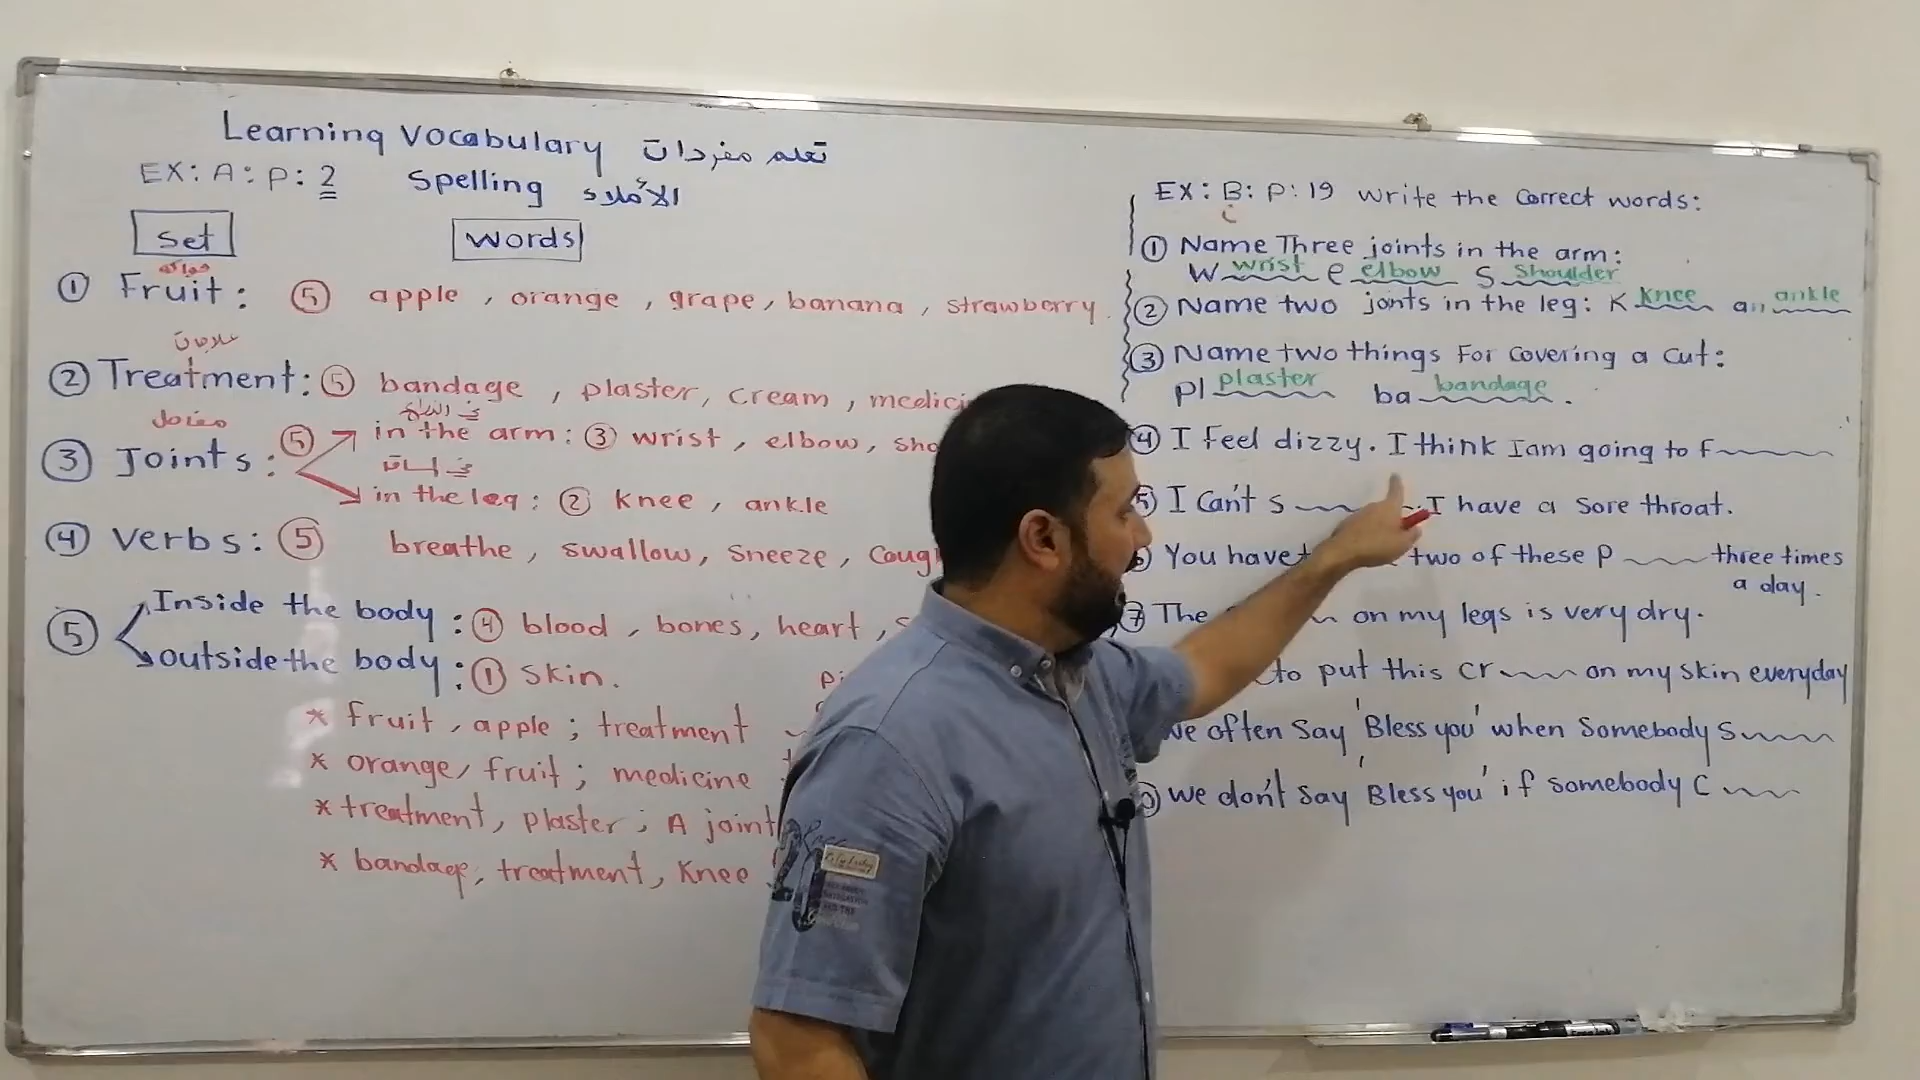 Learning Vocabulary تعلم مفردات
EX: A: P: 2 Spelling الأملاء
Set Words
فواكه
① Fruit: ⑤ apple, orange, grape, banana, strawberry.
علاجات
② Treatment: ⑤ bandage, plaster, cream,
مفاصل
③ Joints: ⑤ in the arm: ③ wrist, elbow,
in the leg: ② knee, ankle
④ Verbs: ⑤ breathe, swallow, sneeze,
⑤ Inside the body: ④ blood, bones, heart,
outside the body: ① skin.
* fruit, apple; treatment
* orange, fruit; medicine
* treatment, plaster; A joint
* bandage, treatment, knee
EX: B: P: 19 write the correct words:
① Name Three joints in the arm:
w wrist e elbow s shoulder
② Name two joints in the leg: K knee an ankle
③ Name two things For covering a cut:
pl plaster ba bandage.
④ I Feel dizzy. I think Iam going to f
I Can't s I have a sore throat.
You have two of these p three times
a day.
⑦ The on my legs is very dry.
to put this cr on my skin everyday
we often say 'Bless you' when somebody s
we don't say 'Bless you' if somebody c